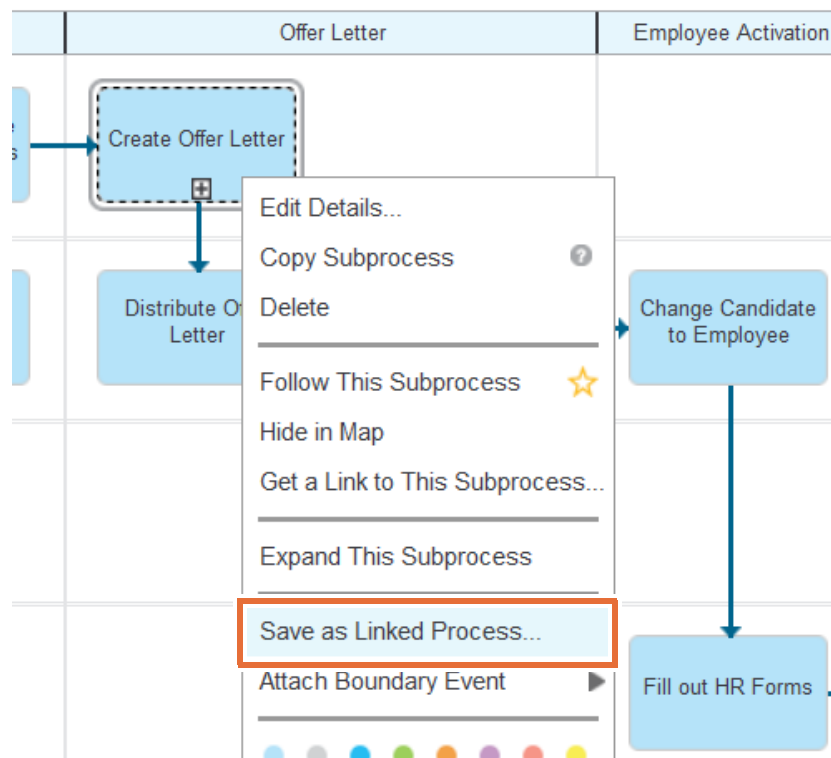 Offer Letter
Employee Activation
Create Offer Letter
Edit Details...
Copy Subprocess
?
Delete
Distribute
Letter
Change Candidate
to Employee
Follow This Subprocess
Hide in Map
Get a Link to This Subprocess...
Expand This Subprocess
Save as Linked Process...
Attach Boundary Event
Fill out HR Forms